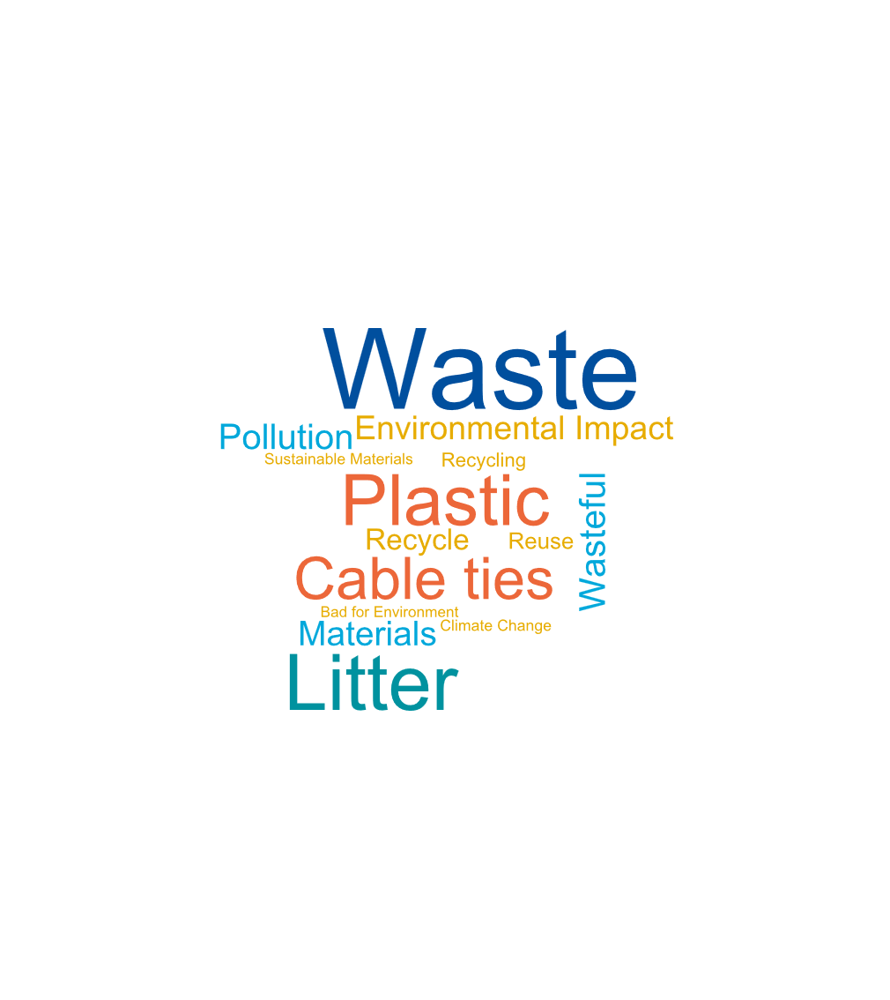 Waste
Pollution
Environmental Impact
Sustainable Materials
Recycling
Plastic
Wasteful
Recycle
Reuse
Cable ties
Bad for Environment
Materials
Climate Change
Litter